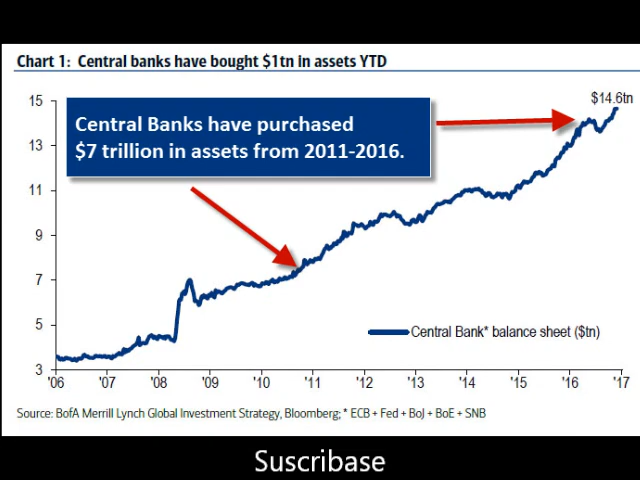 Chart 1: Central banks have bought $1tn in assets YTD
$14.6tn
Central Banks have purchased
$7 trillion in assets from 2011-2016.
15
13
11
9
7
5
3
Central Bank* balance sheet ($tn)
'06 '07 '08 '09 '10 '11 '12 '13 '14 '15 '16 '17
Source: BofA Merrill Lynch Global Investment Strategy, Bloomberg; * ECB + Fed + BoJ + BoE + SNB
Suscribase